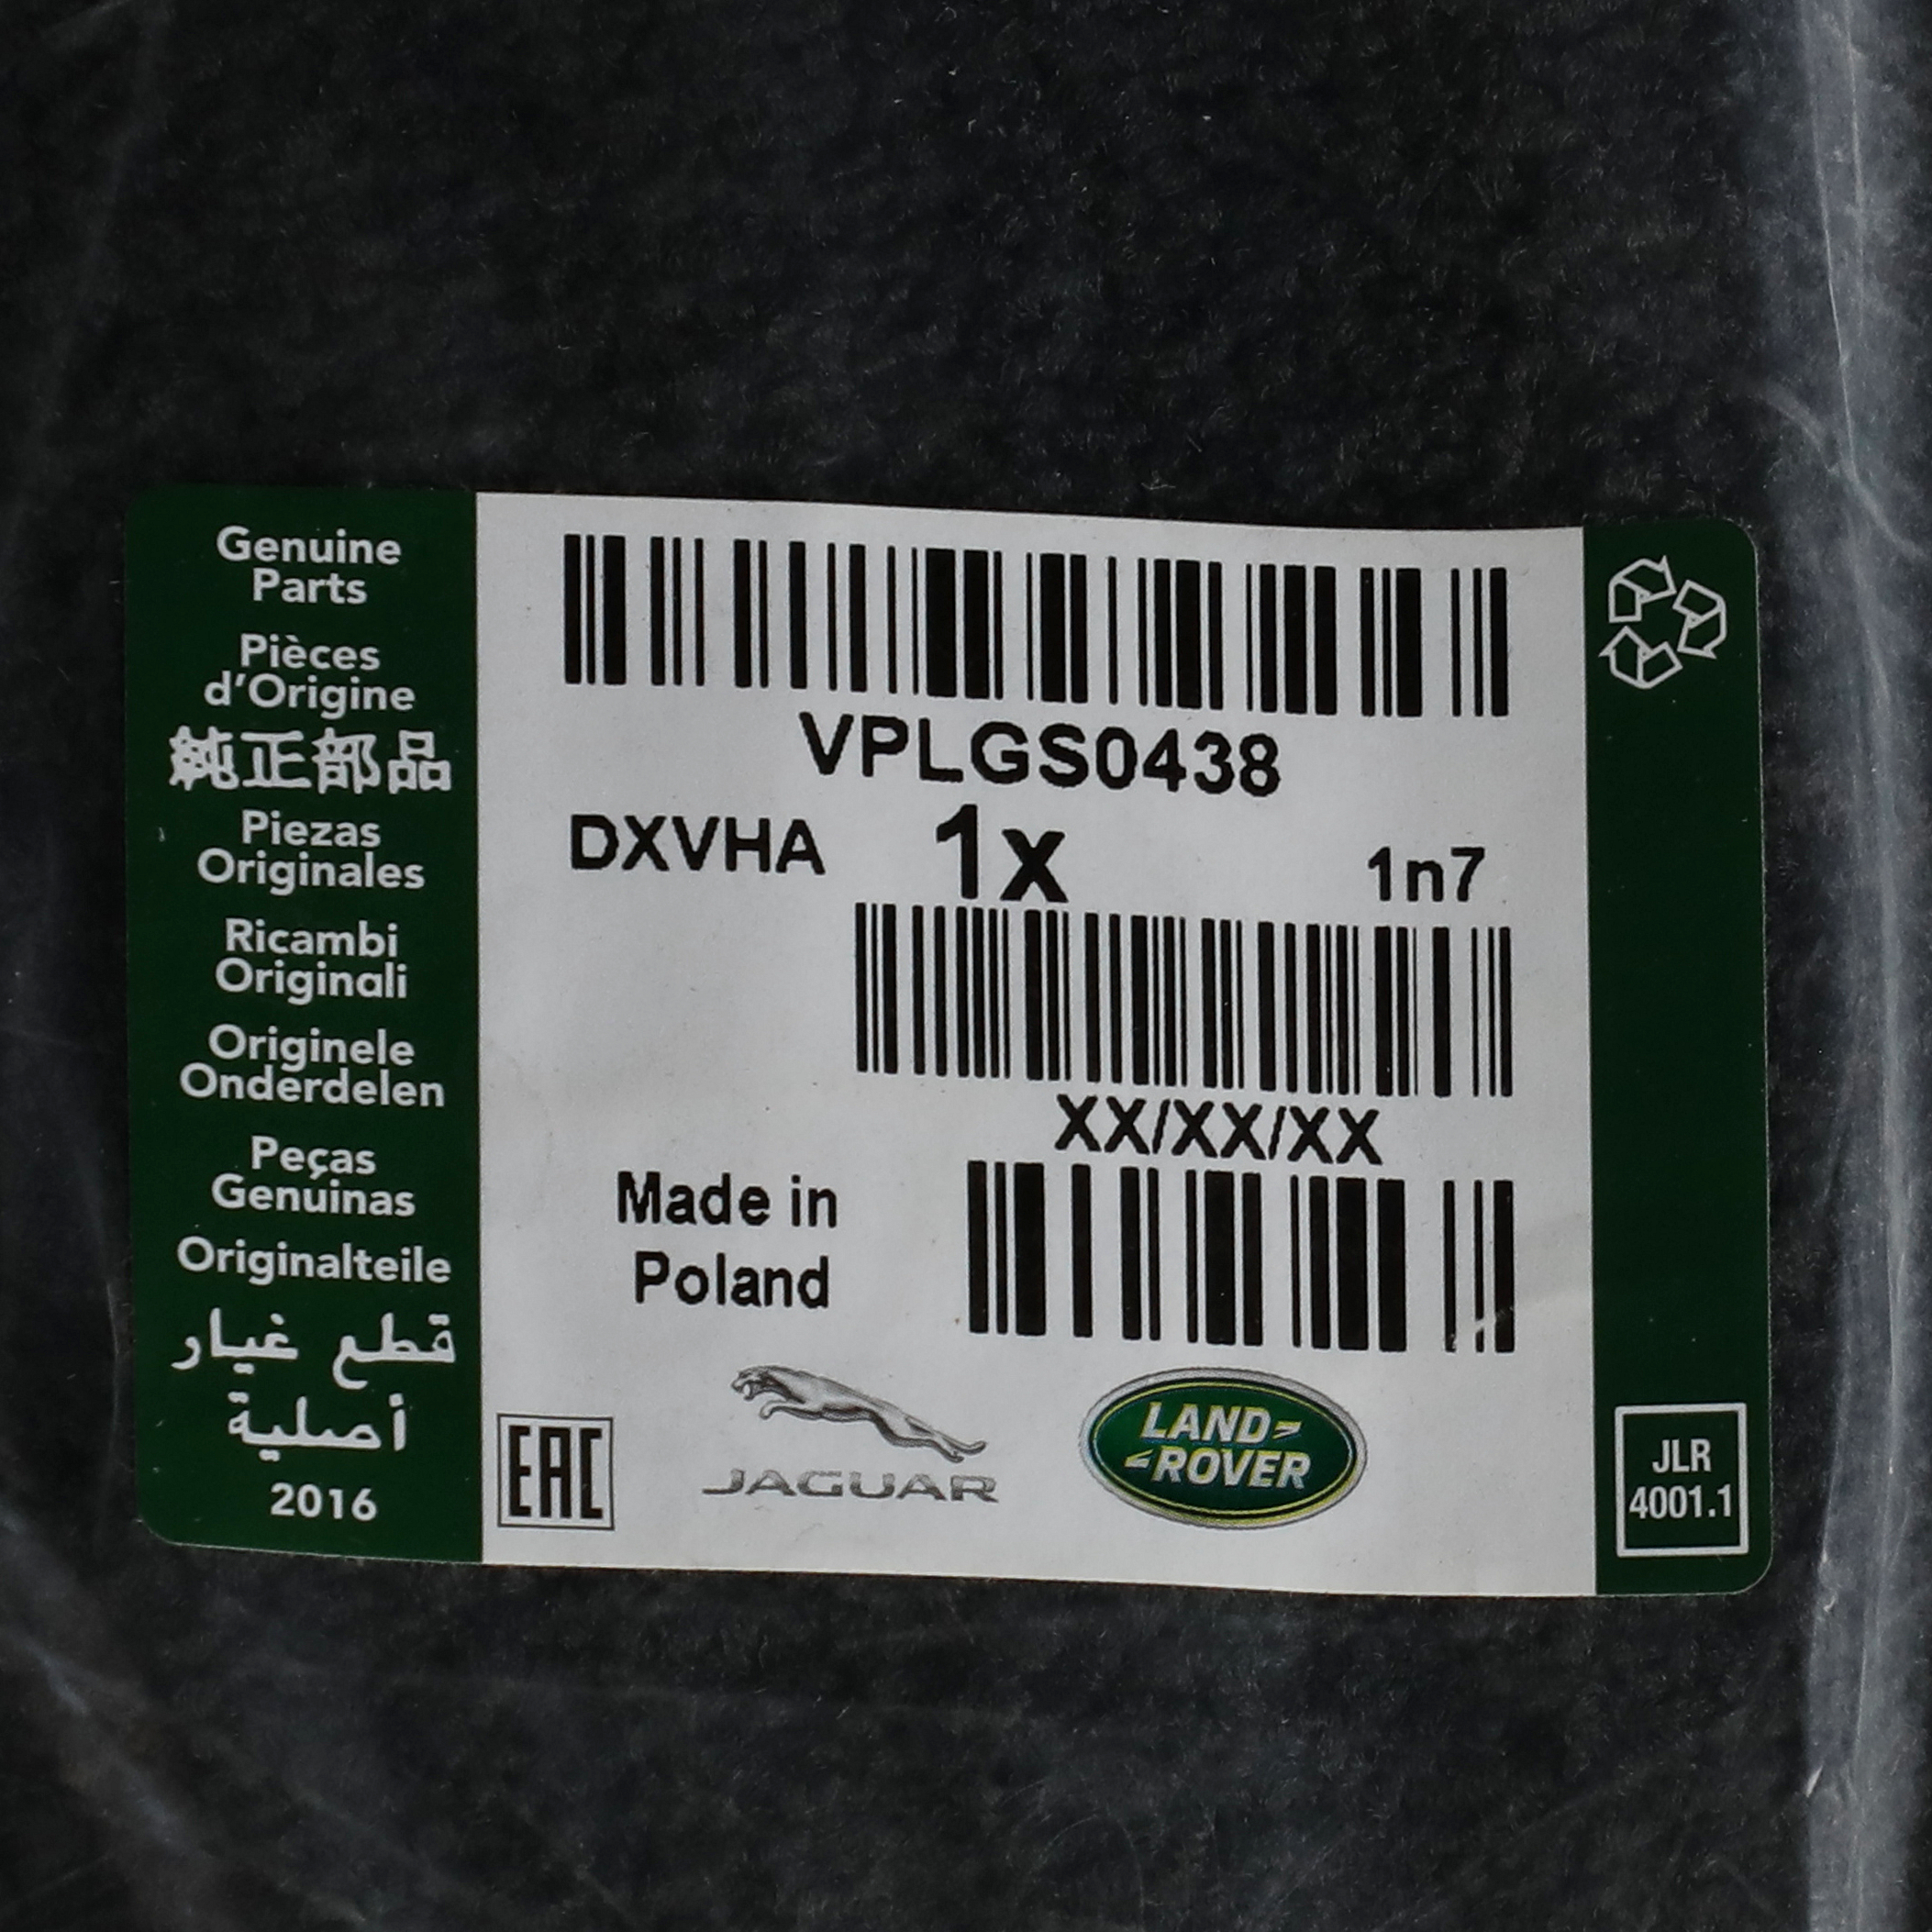 Genuine
Parts
Pièces
d'Origine
純正部品
Piezas
Originales
Ricambi
Originali
Originele
Onderdelen
Peças
Genuinas
Originalteile
قطع غيار
أصلية
2016
VPLGS0438
DXVHA 1x 1n7
XX/XX/XX
Made in
Poland
EAC
JAGUAR
LAND
ROVER
JLR
4001.1